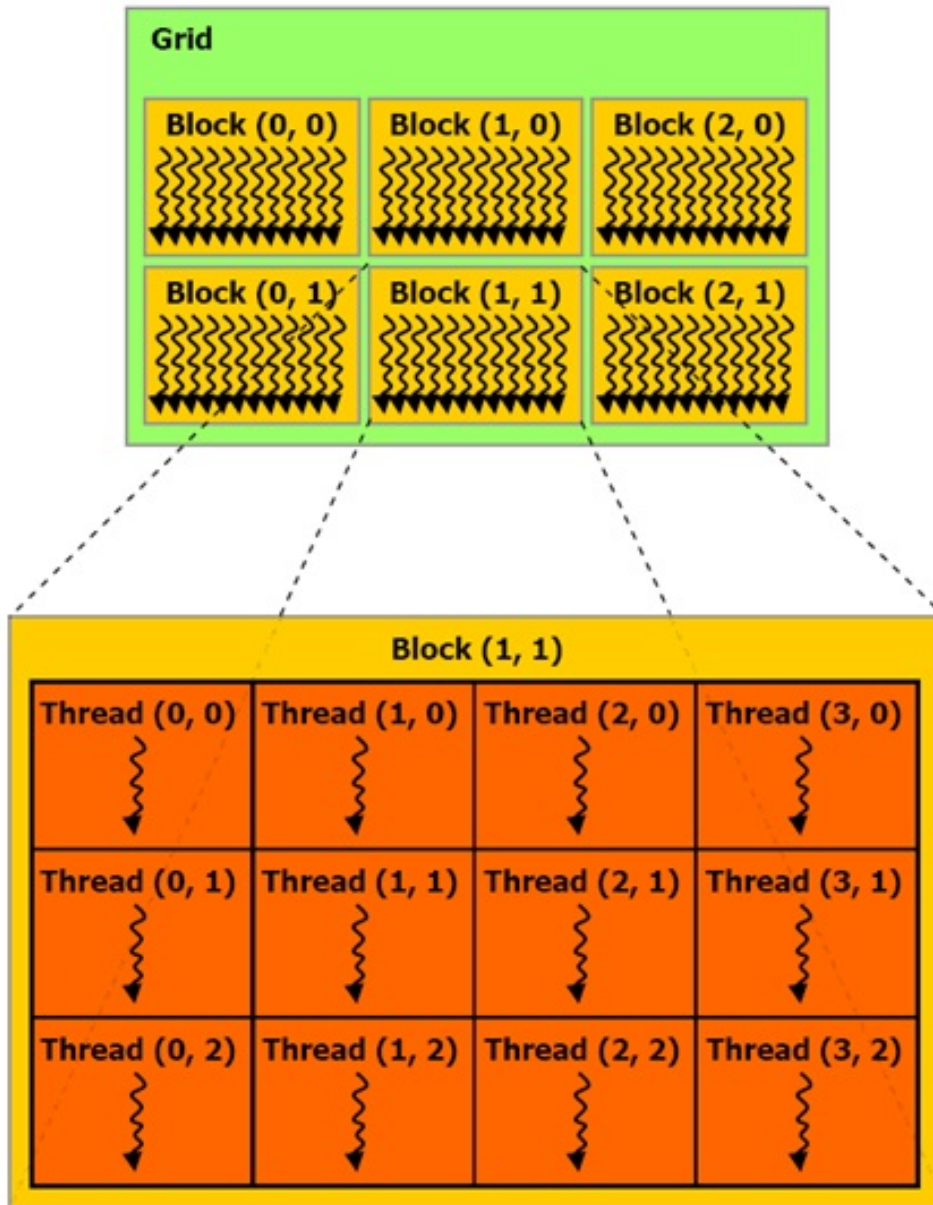 Grid
Block (0, 0) Block (1, 0) Block (2, 0)
Block (0, 1) Block (1, 1) Block (2, 1)
Block (1, 1)
Thread (0, 0) Thread (1, 0) Thread (2, 0) Thread (3, 0)
Thread (0, 1) Thread (1, 1) Thread (2, 1) Thread (3, 1)
Thread (0, 2) Thread (1, 2) Thread (2, 2) Thread (3, 2)